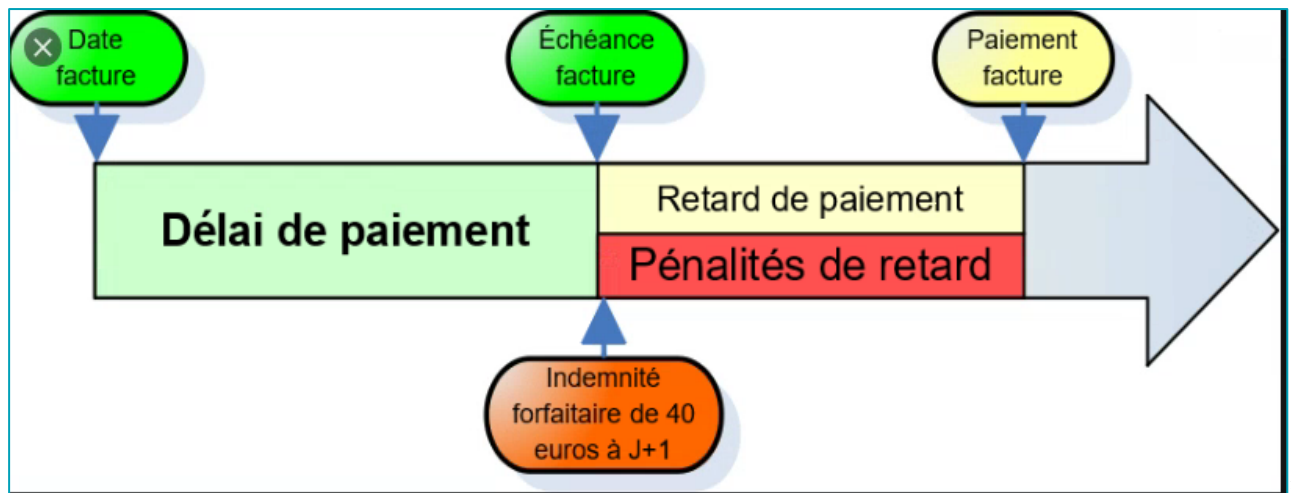 Date
facture
Échéance
facture
Paiement
facture
Délai de paiement
Retard de paiement
Pénalités de retard
Indemnité
forfaitaire de 40
euros à J+1